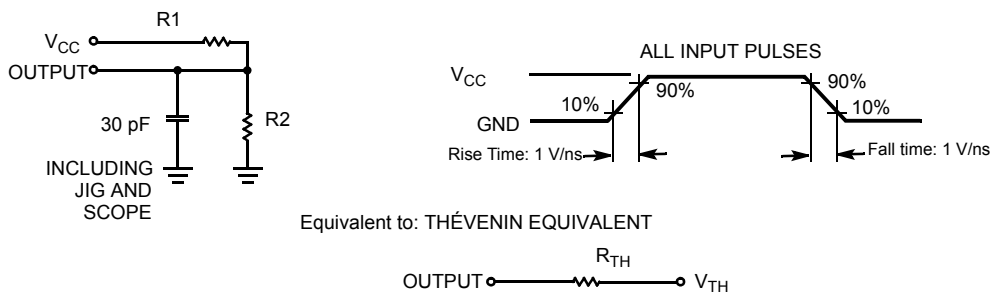 R1
VCC
OUTPUT
30 pF
R2
INCLUDING
JIG AND
SCOPE
ALL INPUT PULSES
VCC
90%
90%
10%
10%
GND
Rise Time: 1 V/ns
Fall time: 1 V/ns
Equivalent to: THÉVENIN EQUIVALENT
RTH
OUTPUT
VTH